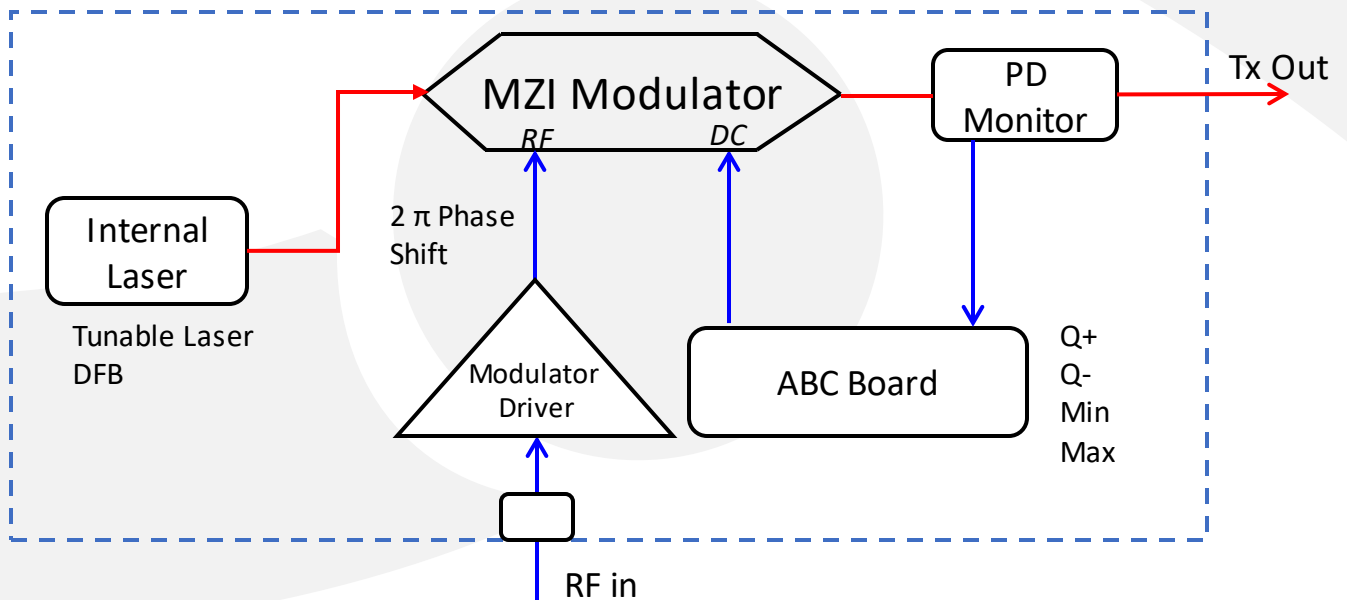 MZI Modulator
RF
DC
PD
Monitor
Tx Out
Internal
Laser
Tunable Laser
DFB
2 π Phase
Shift
Modulator
Driver
ABC Board
Q+
Q-
Min
Max
RF in